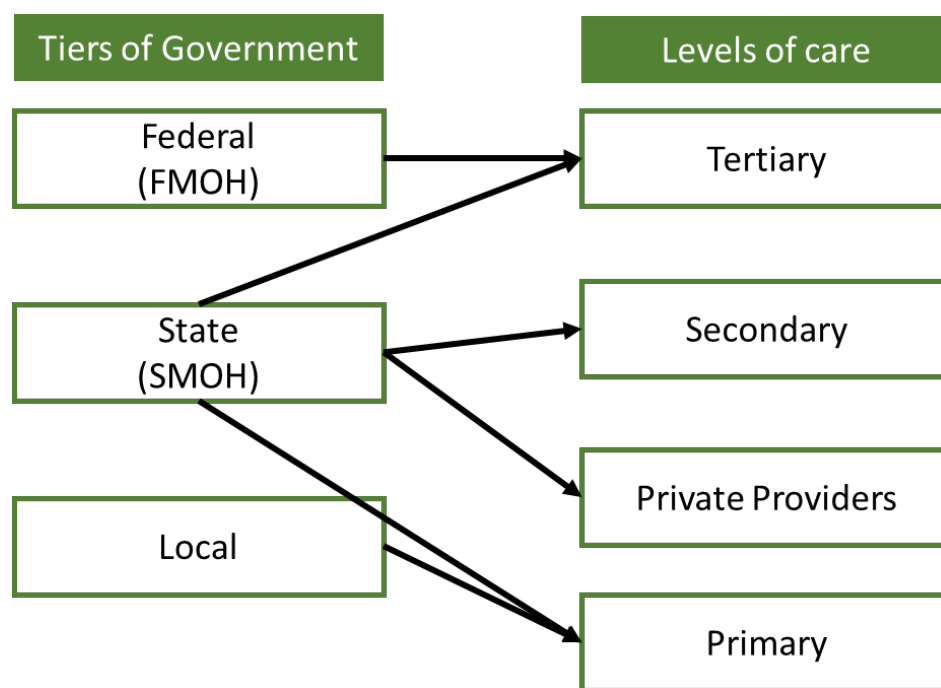 Tiers of Government
Levels of care
Federal
(FMOH)
Tertiary
State
(SMOH)
Secondary
Private Providers
Local
Primary